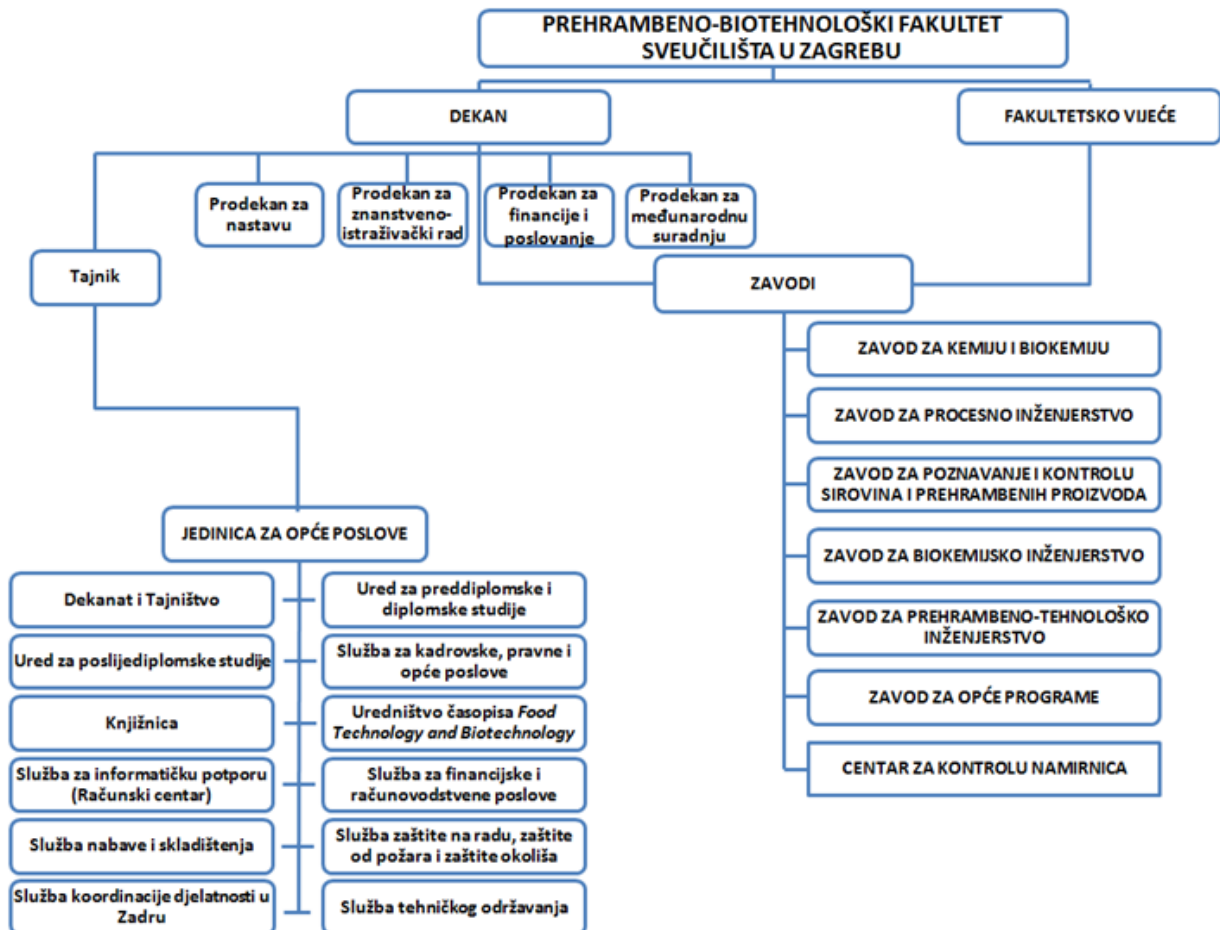 PREHRAMBENO-BIOTEHNOLOŠKI FAKULTET
SVEUČILIŠTA U ZAGREBU
DEKAN
FAKULTETSKO VIJEĆE
Prodekan za
nastavu
Prodekan za
znanstveno-
istraživački rad
Prodekan za
financije i
poslovanje
Prodekan za
međunarodnu
suradnju
Tajnik
ZAVODI
ZAVOD ZA KEMIJU I BIOKEMIJU
ZAVOD ZA PROCESNO INŽENJERSTVO
ZAVOD ZA POZNAVANJE I KONTROLU
SIROVINA I PREHRAMBENIH PROIZVODA
ZAVOD ZA BIOKEMIJSKO INŽENJERSTVO
ZAVOD ZA PREHRAMBENO-TEHNOLOŠKO
INŽENJERSTVO
ZAVOD ZA OPĆE PROGRAME
CENTAR ZA KONTROLU NAMIRNICA
JEDINICA ZA OPĆE POSLOVE
Dekanat i Tajništvo
Ured za preddiplomske i
diplomske studije
Ured za poslijediplomske studije
Služba za kadrovske, pravne i
opće poslove
Knjižnica
Uredništvo časopisa Food
Technology and Biotechnology
Služba za informatičku potporu
(Računski centar)
Služba za financijske i
računovodstvene poslove
Služba nabave i skladištenja
Služba zaštite na radu, zaštite
od požara i zaštite okoliša
Služba koordinacije djelatnosti u
Zadru
Služba tehničkog održavanja